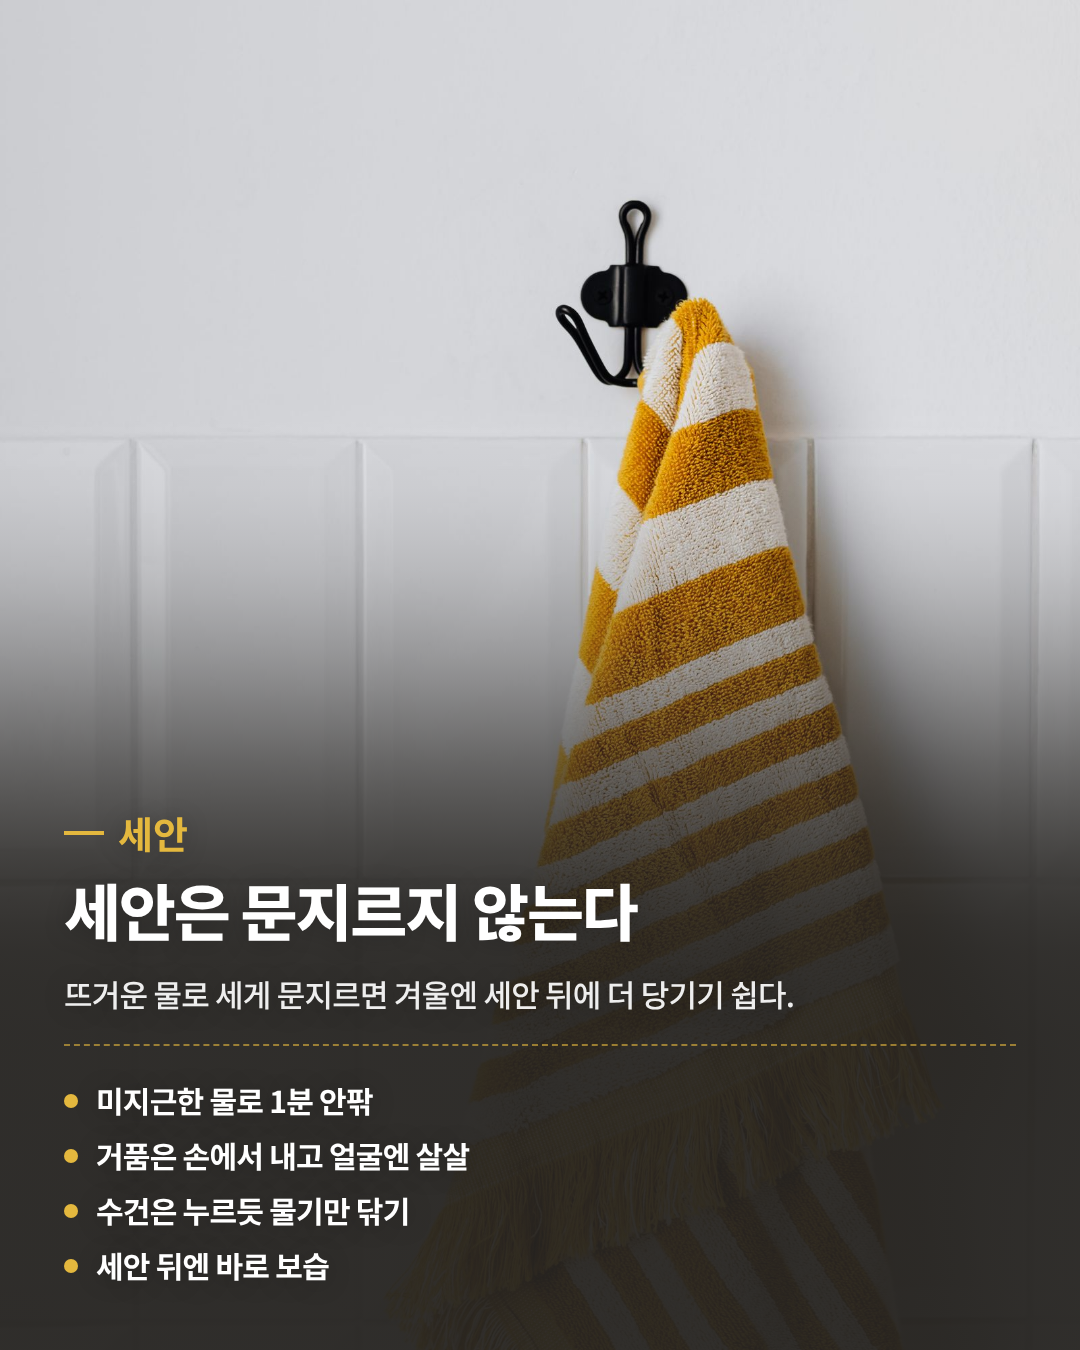 세안
세안은 문지르지 않는다
뜨거운 물로 세게 문지르면 겨울엔 세안 뒤에 더 당기기 쉽다.
미지근한 물로 1분 안팎
거품은 손에서 내고 얼굴엔 살살
수건은 누르듯 물기만 닦기
세안 뒤엔 바로 보습